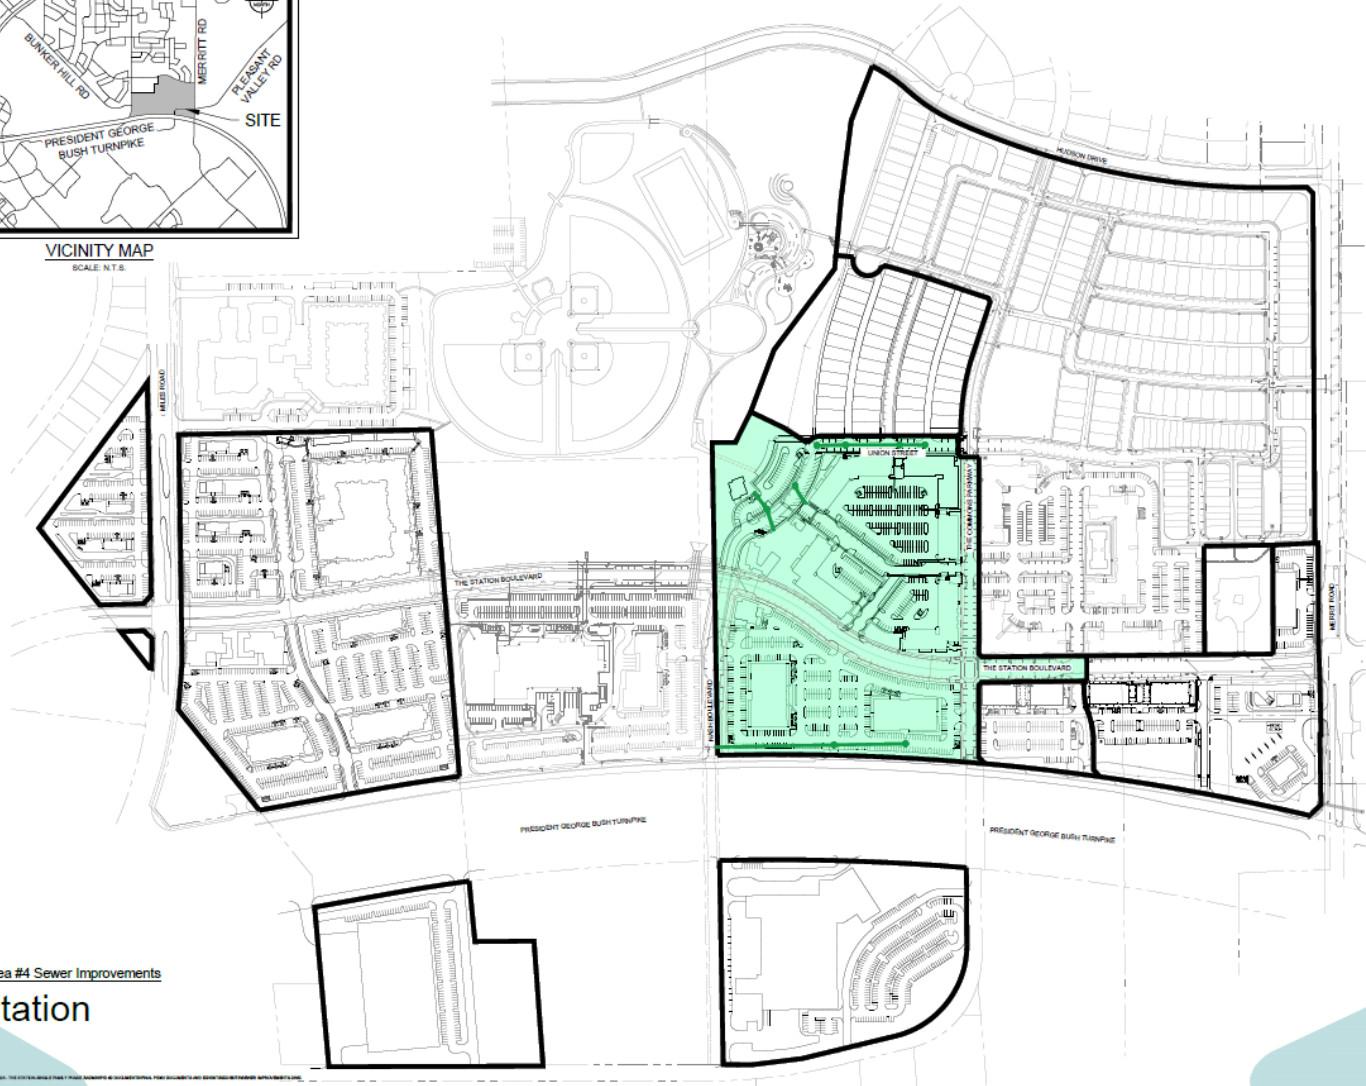 NORTH
BUNKER HILL RD
MERRITT RD
PLEASANT
VALLEY RD
SITE
PRESIDENT GEORGE
BUSH TURNPIKE
VICINITY MAP
SCALE: N.T.S.
HUDSON DRIVE
MILES ROAD
UNION STREET
THE COMMONS PARKWAY
THE STATION BOULEVARD
MERRIT ROAD
THE STATION BOULEVARD
NASH BOULEVARD
PRESIDENT GEORGE BUSH TURNPIKE
PRESIDENT GEORGE BUSH TURNPIKE
ea #4 Sewer Improvements
tation